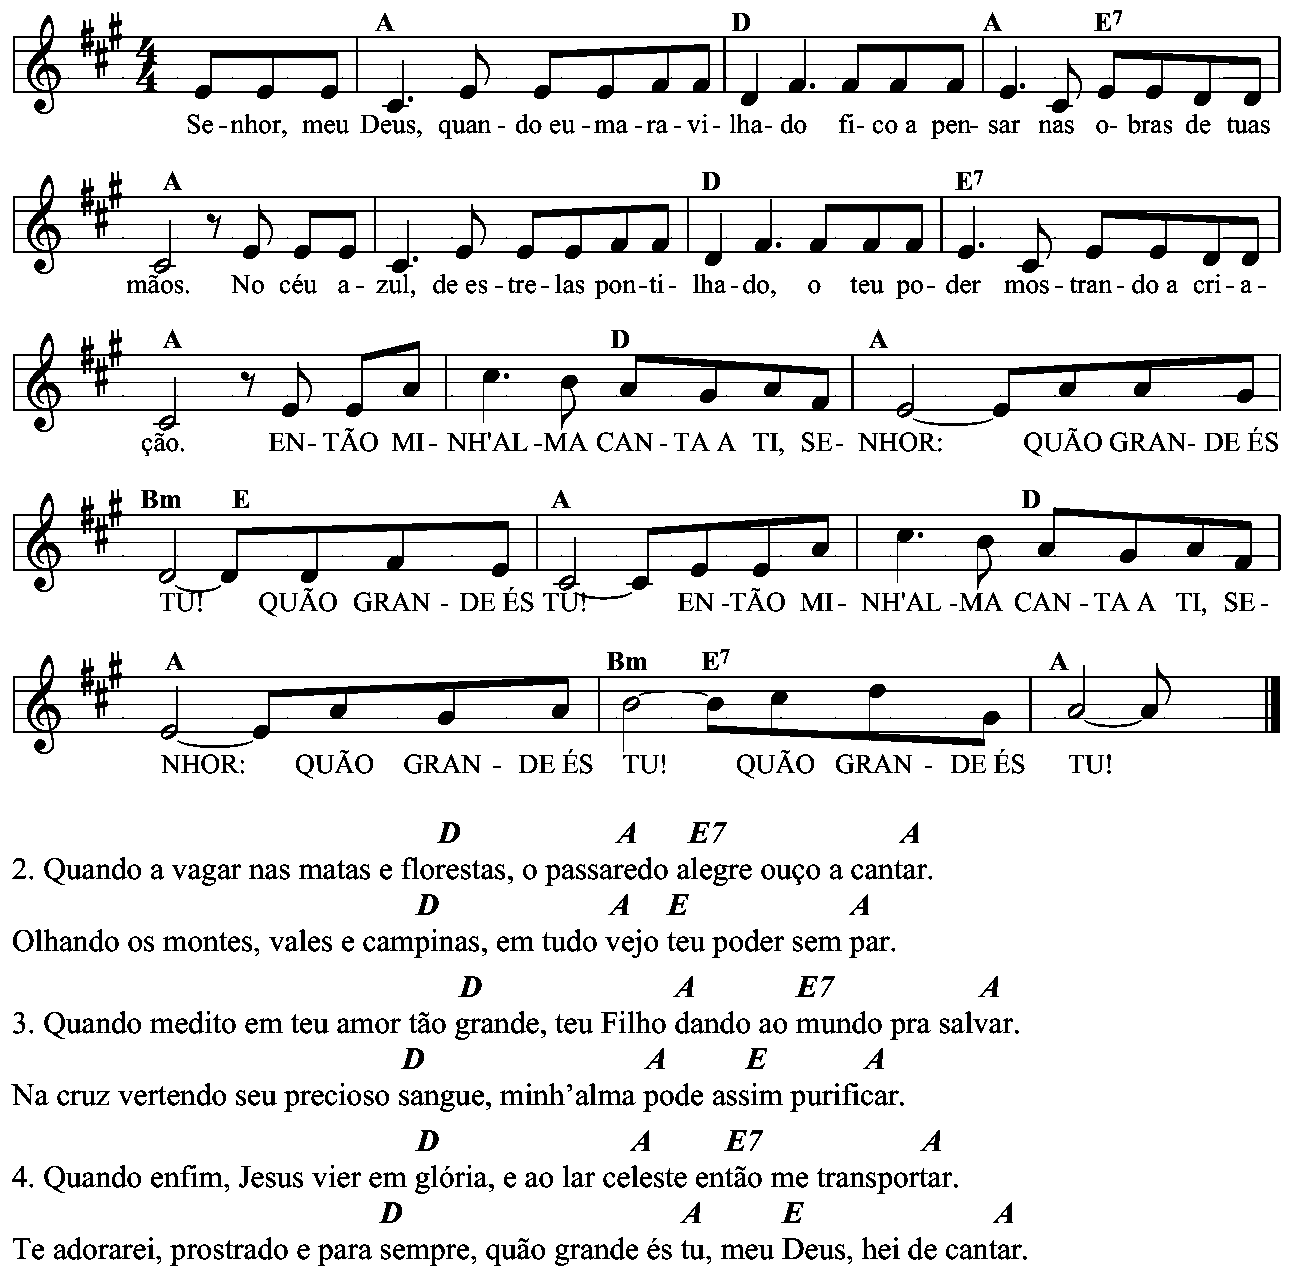 A D A E7
Se-nhor, meu Deus, quan-do eu-ma-ra-vi-lha-do fi-co a pen-sar nas o-bras de tuas
A D E7
mãos. No céu a-zul, de es-tre-las pon-ti-lha-do, o teu po-der mos-tran-do a cri-a-
A D A
ção. EN-TÃO MI-NH'AL-MA CAN-TA A TI, SE-NHOR: QUÃO GRAN-DE ÉS
Bm E A D
TU! QUÃO GRAN-DE ÉS TU! EN-TÃO MI-NH'AL-MA CAN-TA A TI, SE-
A Bm E7 A
NHOR: QUÃO GRAN-DE ÉS TU! QUÃO GRAN-DE ÉS TU!
D A E7 A
2. Quando a vagar nas matas e florestas, o passaredo alegre ouço a cantar.
D A E A
Olhando os montes, vales e campinas, em tudo vejo teu poder sem par.
D A E7 A
3. Quando medito em teu amor tão grande, teu Filho dando ao mundo pra salvar.
D A E A
Na cruz vertendo seu precioso sangue, minh’alma pode assim purificar.
D A E7 A
4. Quando enfim, Jesus vier em glória, e ao lar celeste então me transportar.
D A E A
Te adorarei, prostrado e para sempre, quão grande és tu, meu Deus, hei de cantar.